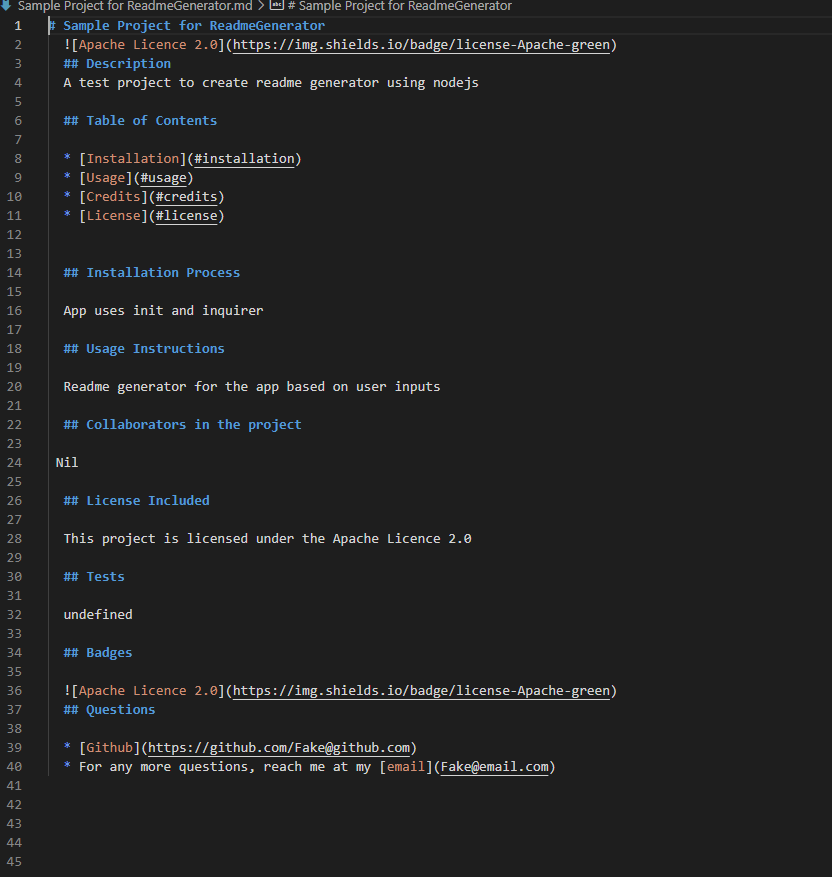 Sample Project for ReadmeGenerator.md > abc # Sample Project for ReadmeGenerator
1 # Sample Project for ReadmeGenerator
2 ![Apache Licence 2.0](https://img.shields.io/badge/license-Apache-green)
3 ## Description
4 A test project to create readme generator using nodejs
5
6 ## Table of Contents
7
8 * [Installation](#installation)
9 * [Usage](#usage)
10 * [Credits](#credits)
11 * [License](#license)
12
13
14 ## Installation Process
15
16 App uses init and inquirer
17
18 ## Usage Instructions
19
20 Readme generator for the app based on user inputs
21
22 ## Collaborators in the project
23
24 Nil
25
26 ## License Included
27
28 This project is licensed under the Apache Licence 2.0
29
30 ## Tests
31
32 undefined
33
34 ## Badges
35
36 ![Apache Licence 2.0](https://img.shields.io/badge/license-Apache-green)
37 ## Questions
38
39 * [Github](https://github.com/Fake@github.com)
40 * For any more questions, reach me at my [email](Fake@email.com)
41
42
43
44
45